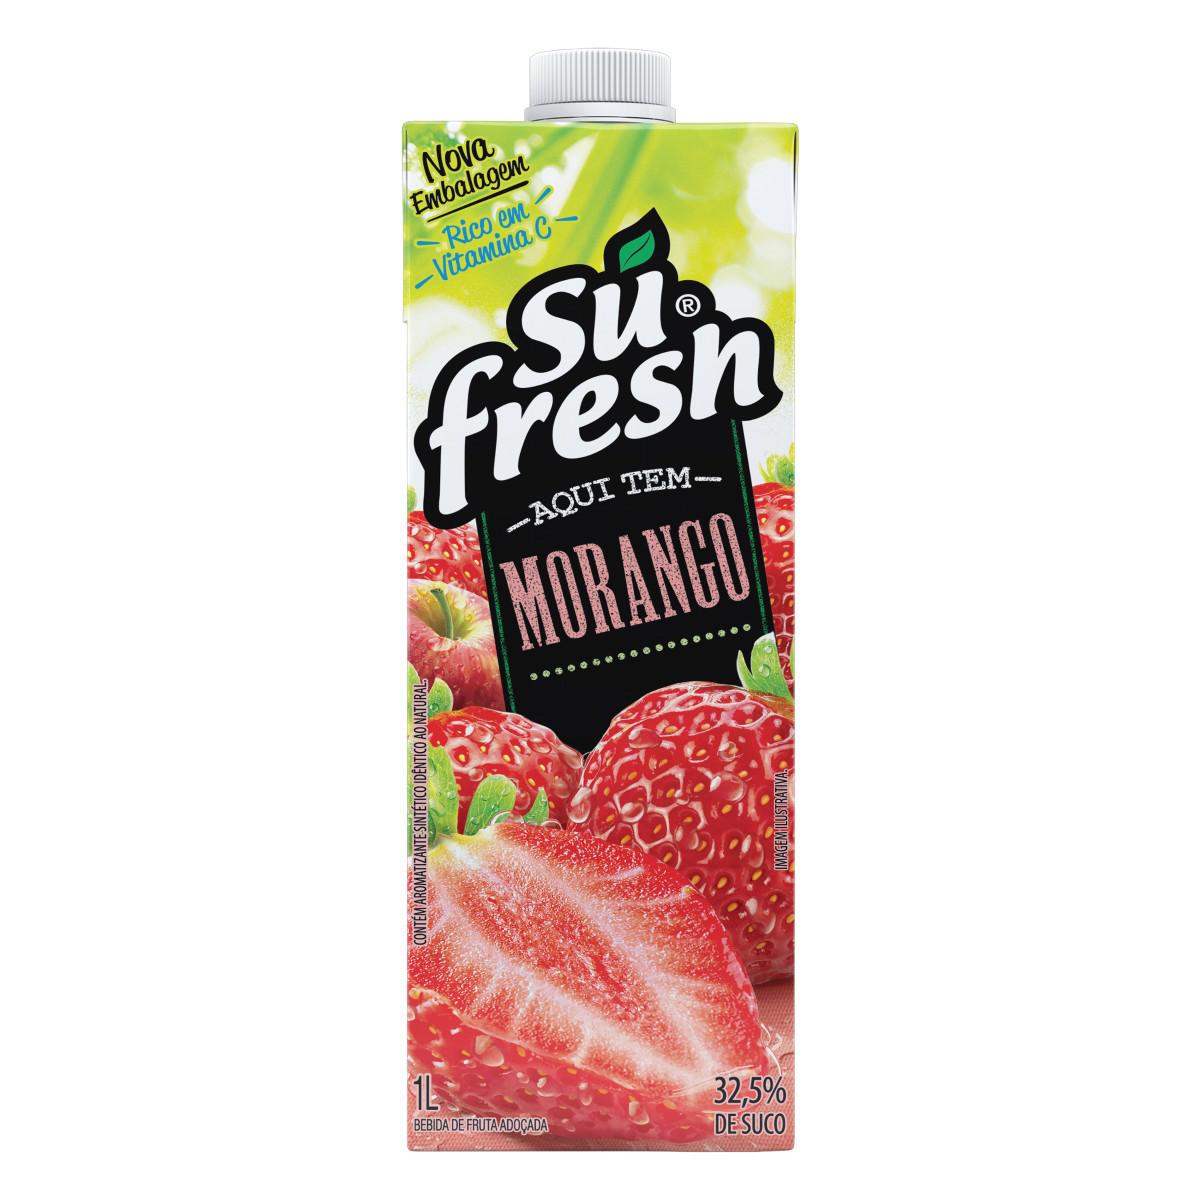 Nova
Embalagem
Rico em
Vitamina C
Sú
fresh®
AQUI TEM
MORANGO
CONTÉM AROMATIZANTE SINTÉTICO IDÊNTICO AO NATURAL.
IMAGEM ILUSTRATIVA.
1L
BEBIDA DE FRUTA ADOÇADA
32,5%
DE SUCO